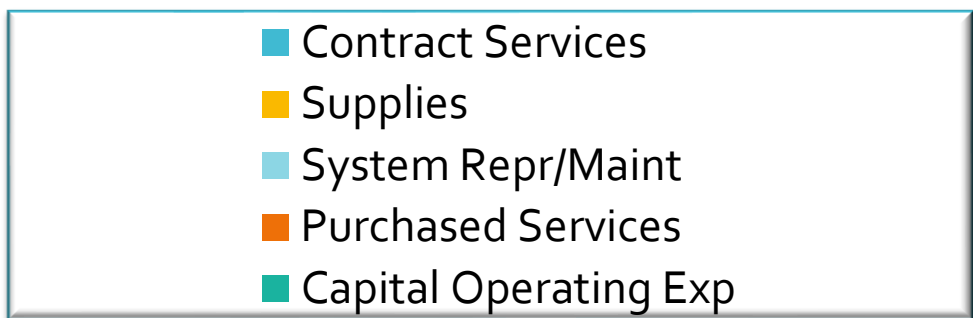 Contract Services
Supplies
System Repr/Maint
Purchased Services
Capital Operating Exp